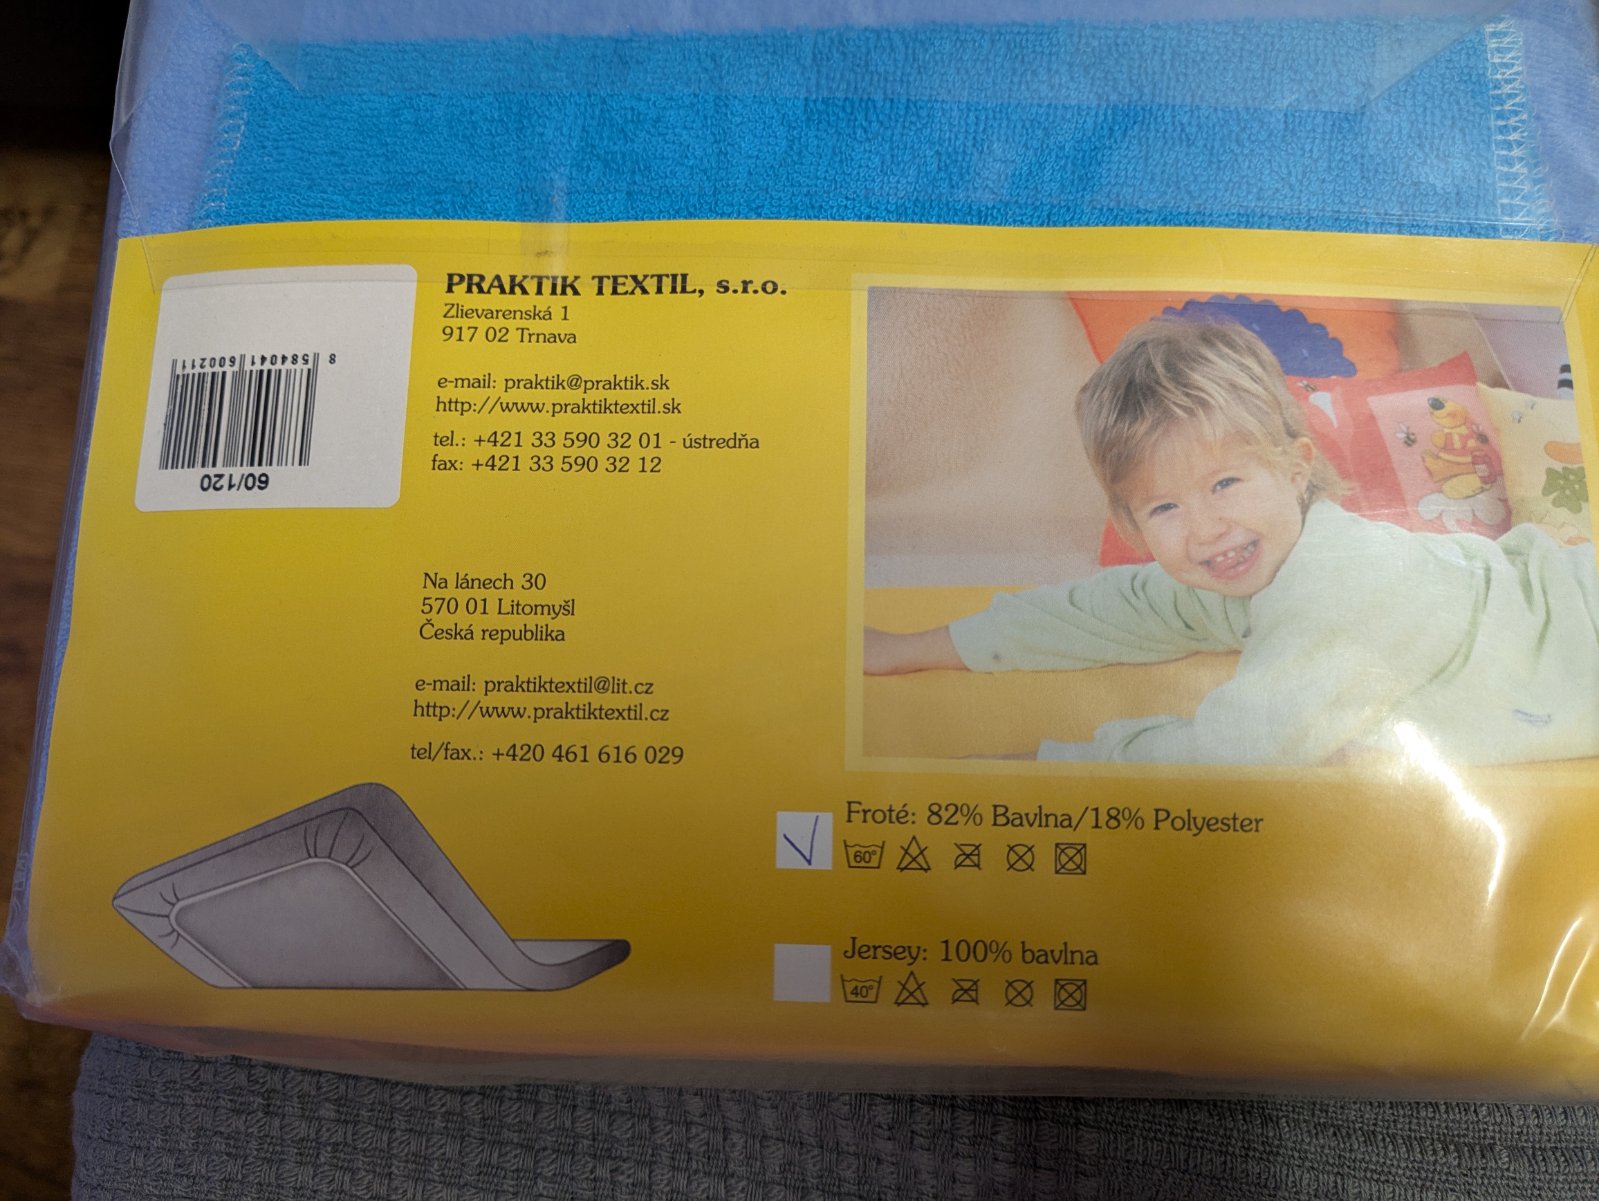 8 584041 600211
60/120
PRAKTIK TEXTIL, s.r.o.
Zlievarenská 1
917 02 Trnava
e-mail: praktik@praktik.sk
http://www.praktiktextil.sk
tel.: +421 33 590 32 01 - ústredňa
fax: +421 33 590 32 12
Na lánech 30
570 01 Litomyšl
Česká republika
e-mail: praktiktextil@lit.cz
http://www.praktiktextil.cz
tel/fax.: +420 461 616 029
Froté: 82% Bavlna/18% Polyester
60°
Jersey: 100% bavlna
40°